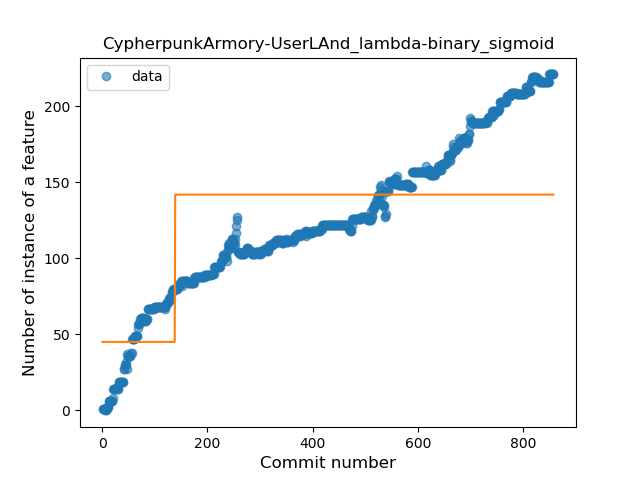 CypherpunkArmory-UserLAnd_lambda-binary_sigmoid
data
Number of instance of a feature
200
150
100
50
0
0 200 400 600 800
Commit number